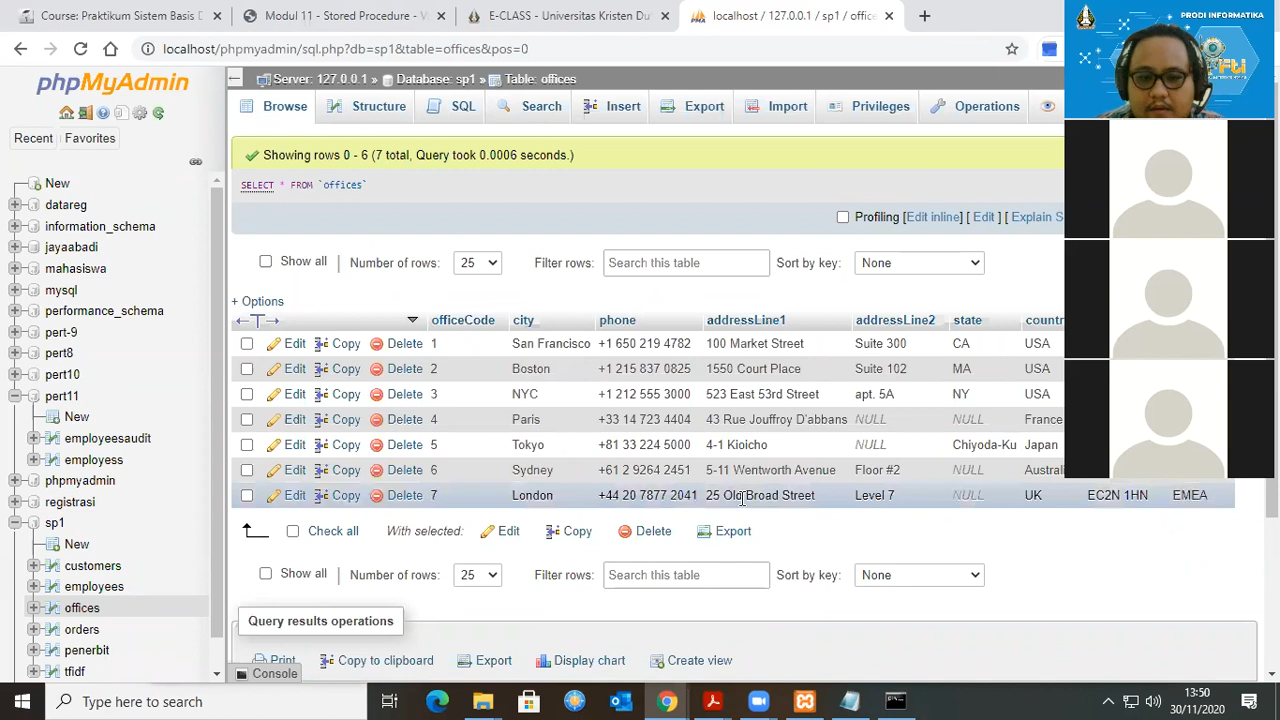 Course: Praktikum Sistem Basis D
Modul 11 - Stored Procedure - V
E-CLASS - Universitas Kristen Dut
localhost / 127.0.0.1 / sp1 / office
PRODI INFORMATIKA
localhost/phpmyadmin/sql.php?db=sp1&table=offices&pos=0
phpMyAdmin
Recent Favorites
New
datareg
information_schema
jayaabadi
mahasiswa
mysql
performance_schema
pert-9
pert8
pert10
pert11
New
employeesaudit
employess
phpmyadmin
registrasi
sp1
New
customers
employees
offices
orders
penerbit
tfidf
Server: 127.0.0.1 » Database: sp1 » Table: offices
Browse Structure SQL Search Insert Export Import Privileges Operations
Showing rows 0 - 6 (7 total, Query took 0.0006 seconds.)
SELECT * FROM `offices`
Profiling [Edit inline] [ Edit ] [ Explain S
Show all Number of rows: 25 Filter rows: Search this table Sort by key: None
+ Options
officeCode city phone addressLine1 addressLine2 state countr
Edit Copy Delete 1 San Francisco +1 650 219 4782 100 Market Street Suite 300 CA USA
Edit Copy Delete 2 Boston +1 215 837 0825 1550 Court Place Suite 102 MA USA
Edit Copy Delete 3 NYC +1 212 555 3000 523 East 53rd Street apt. 5A NY USA
Edit Copy Delete 4 Paris +33 14 723 4404 43 Rue Jouffroy D'abbans NULL NULL France
Edit Copy Delete 5 Tokyo +81 33 224 5000 4-1 Kioicho NULL Chiyoda-Ku Japan
Edit Copy Delete 6 Sydney +61 2 9264 2451 5-11 Wentworth Avenue Floor #2 NULL Australi
Edit Copy Delete 7 London +44 20 7877 2041 25 Old Broad Street Level 7 NULL UK EC2N 1HN EMEA
Check all With selected: Edit Copy Delete Export
Show all Number of rows: 25 Filter rows: Search this table Sort by key: None
Query results operations
Print Copy to clipboard Export Display chart Create view
Console
Type here to search
13:50
30/11/2020